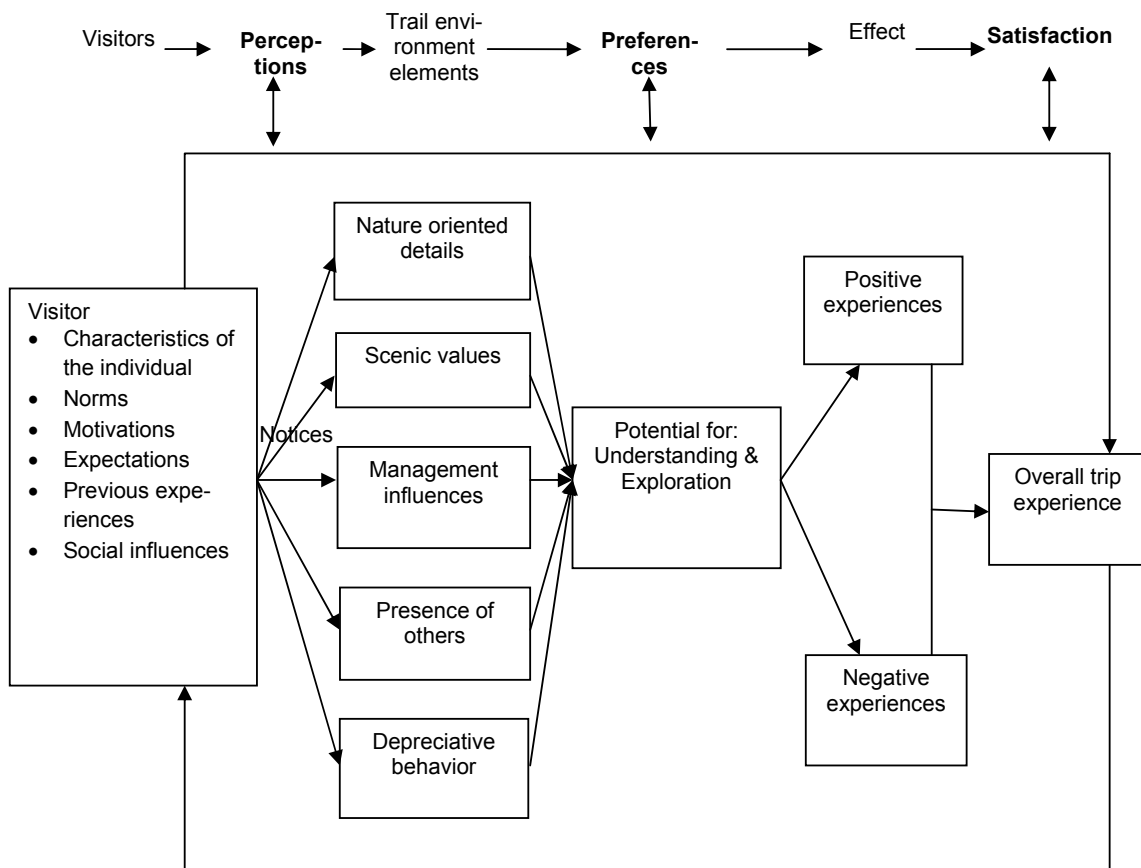 Visitors
Percep-
tions
Trail envi-
ronment
elements
Preferen-
ces
Effect
Satisfaction
Visitor
• Characteristics of
the individual
• Norms
• Motivations
• Expectations
• Previous expe-
riences
• Social influences
Notices
Nature oriented
details
Scenic values
Management
influences
Presence of
others
Depreciative
behavior
Potential for:
Understanding &
Exploration
Positive
experiences
Negative
experiences
Overall trip
experience